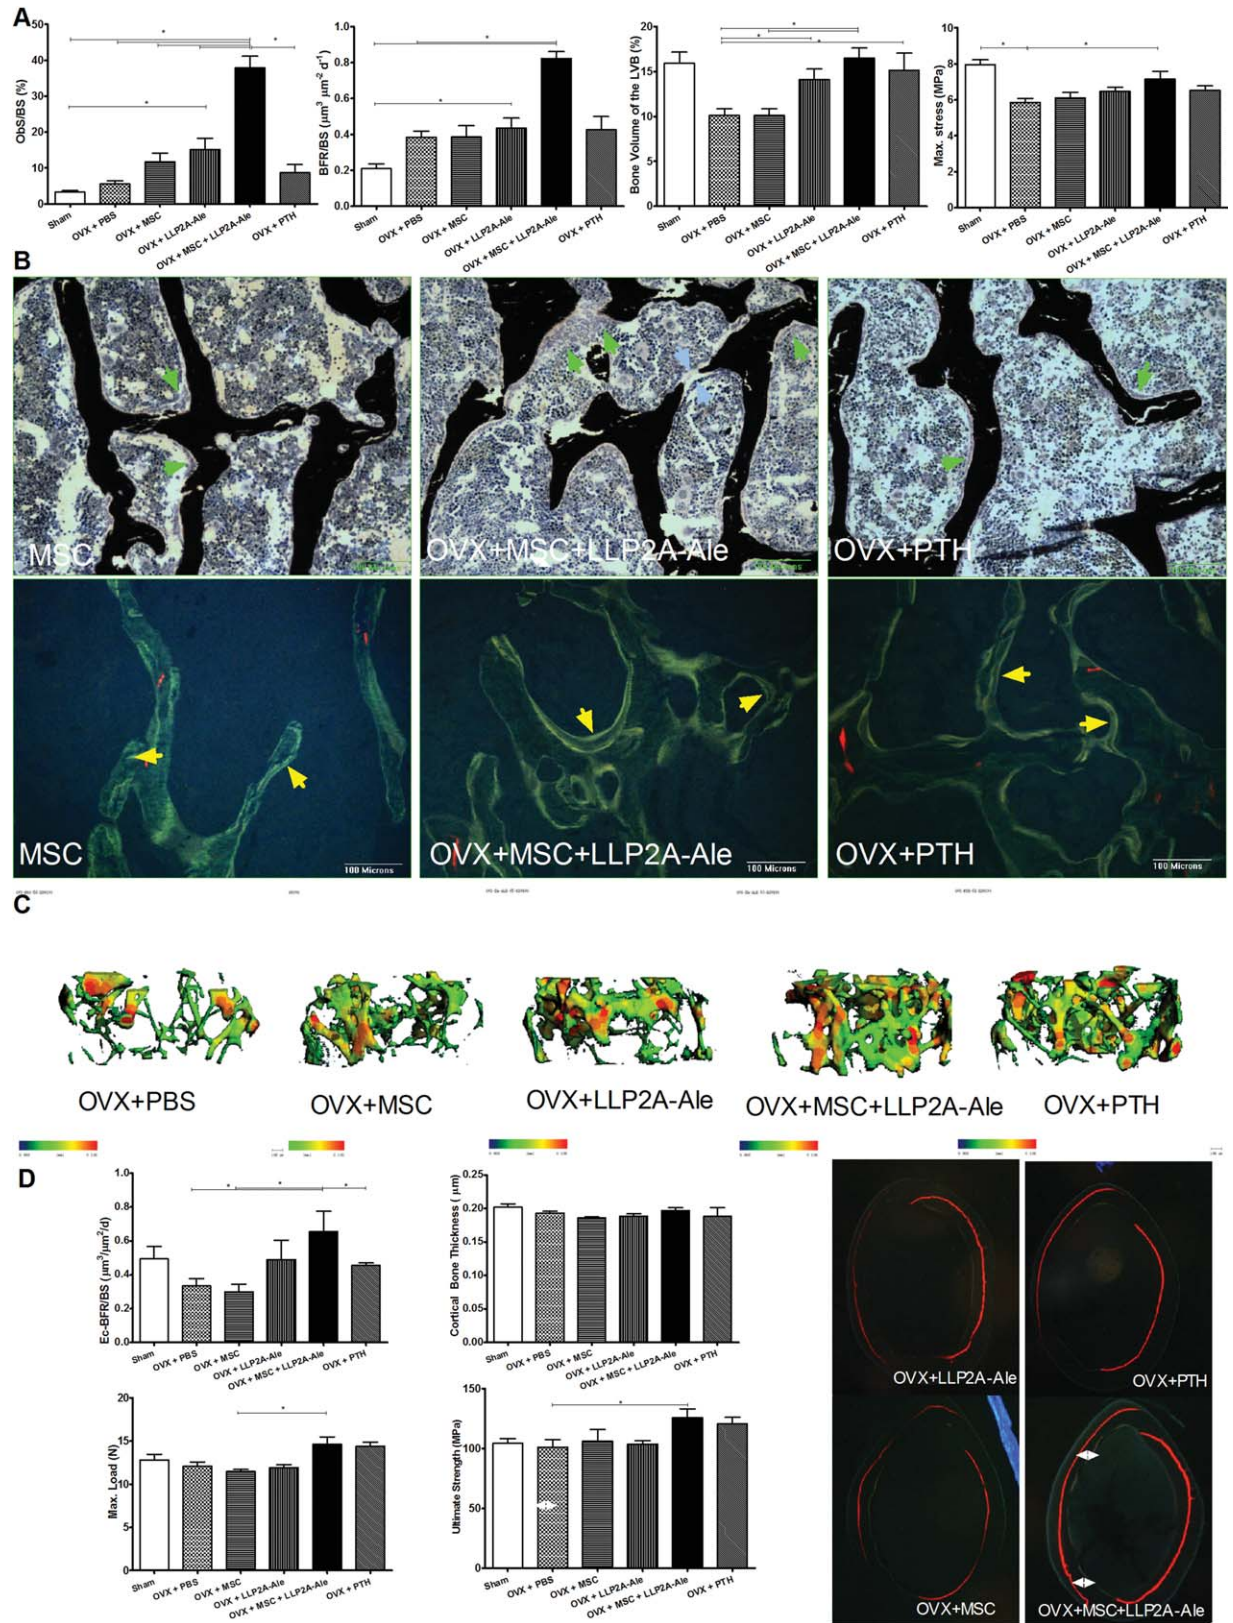 A
50
40
30
20
10
0
ObS/BS (%)
*
*
*
*
Sham
OVX + PBS
OVX + MSC
OVX + LLP2A-Ale
OVX + MSC + LLP2A-Ale
OVX + PTH
1.0
0.8
0.6
0.4
0.2
0.0
BFR/BS (μm³ μm⁻² d⁻¹)
*
*
Sham
OVX + PBS
OVX + MSC
OVX + LLP2A-Ale
OVX + MSC + LLP2A-Ale
OVX + PTH
20
15
10
5
0
Bone Volume of the LVB (%)
*
*
*
*
Sham
OVX + PBS
OVX + MSC
OVX + LLP2A-Ale
OVX + MSC + LLP2A-Ale
OVX + PTH
10
8
6
4
2
0
Max. stress (MPa)
*
*
Sham
OVX + PBS
OVX + MSC
OVX + LLP2A-Ale
OVX + MSC + LLP2A-Ale
OVX + PTH
B
MSC
OVX+MSC+LLP2A-Ale
OVX+PTH
MSC
100 Microns
OVX+MSC+LLP2A-Ale
100 Microns
OVX+PTH
100 Microns
C
OVX+PBS
OVX+MSC
OVX+LLP2A-Ale
OVX+MSC+LLP2A-Ale
OVX+PTH
D
1.0
0.8
0.6
0.4
0.2
0.0
Ec-BFR/BS (μm³/μm²/d)
*
*
*
Sham
OVX + PBS
OVX + MSC
OVX + LLP2A-Ale
OVX + MSC + LLP2A-Ale
OVX + PTH
0.25
0.20
0.15
0.10
0.05
0.00
Cortical Bone Thickness ( μm)
Sham
OVX + PBS
OVX + MSC
OVX + LLP2A-Ale
OVX + MSC + LLP2A-Ale
OVX + PTH
20
15
10
5
0
Max. Load (N)
*
Sham
OVX + PBS
OVX + MSC
OVX + LLP2A-Ale
OVX + MSC + LLP2A-Ale
OVX + PTH
150
100
50
0
Ultimate Strength (MPa)
*
Sham
OVX + PBS
OVX + MSC
OVX + LLP2A-Ale
OVX + MSC + LLP2A-Ale
OVX + PTH
OVX+LLP2A-Ale
OVX+PTH
OVX+MSC
OVX+MSC+LLP2A-Ale